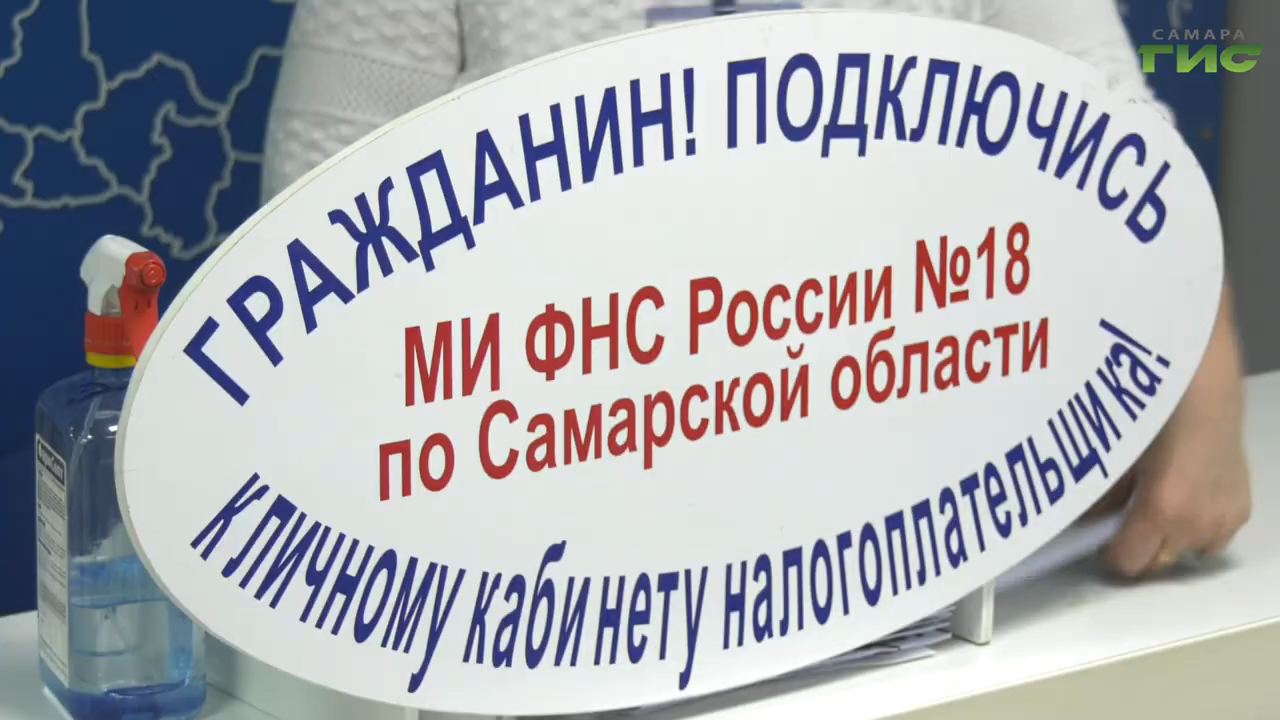 САМАРА
ГИС
ГРАЖДАНИН! ПОДКЛЮЧИСЬ
МИ ФНС России №18
по Самарской области
к личному кабинету налогоплательщика!